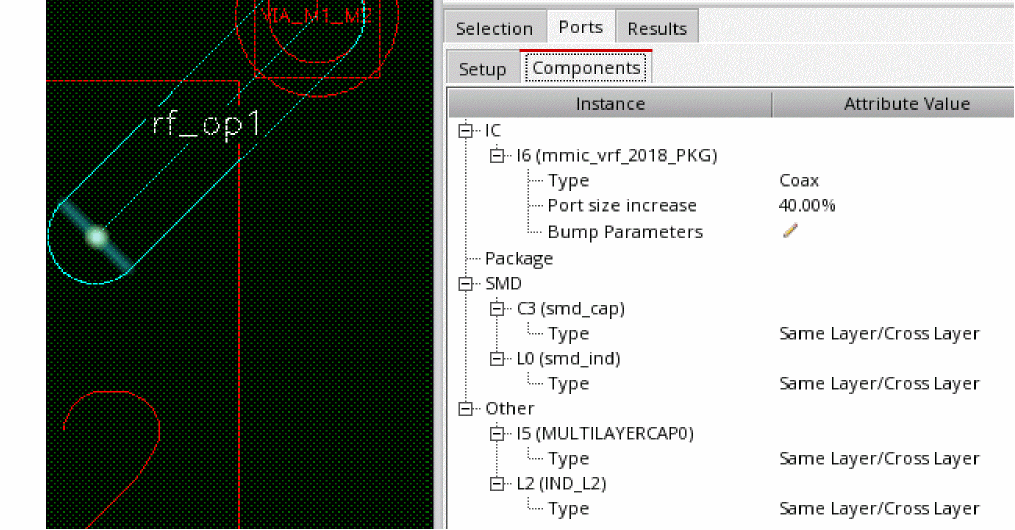 VIA_M1_M2
rf_op1
Selection Ports Results
Setup Components
Instance Attribute Value
IC
I6 (mmic_vrf_2018_PKG)
Type Coax
Port size increase 40.00%
Bump Parameters
Package
SMD
C3 (smd_cap)
Type Same Layer/Cross Layer
L0 (smd_ind)
Type Same Layer/Cross Layer
Other
I5 (MULTILAYERCAP0)
Type Same Layer/Cross Layer
L2 (IND_L2)
Type Same Layer/Cross Layer
2